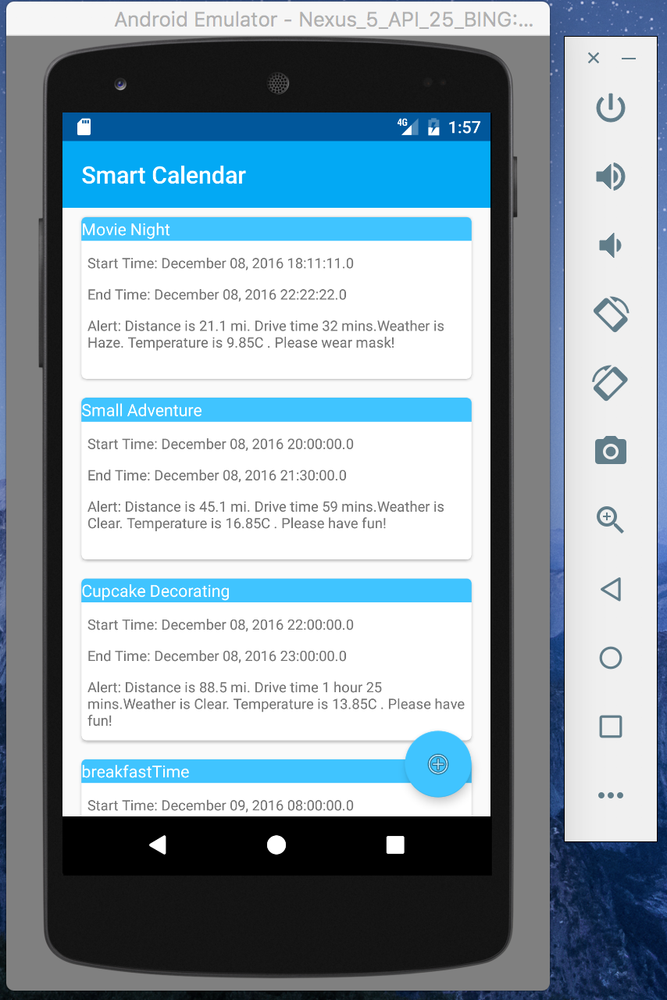 Android Emulator - Nexus_5_API_25_BING:...
4G 1:57
Smart Calendar
Movie Night
Start Time: December 08, 2016 18:11:11.0
End Time: December 08, 2016 22:22:22.0
Alert: Distance is 21.1 mi. Drive time 32 mins.Weather is
Haze. Temperature is 9.85C . Please wear mask!
Small Adventure
Start Time: December 08, 2016 20:00:00.0
End Time: December 08, 2016 21:30:00.0
Alert: Distance is 45.1 mi. Drive time 59 mins.Weather is
Clear. Temperature is 16.85C . Please have fun!
Cupcake Decorating
Start Time: December 08, 2016 22:00:00.0
End Time: December 08, 2016 23:00:00.0
Alert: Distance is 88.5 mi. Drive time 1 hour 25
mins.Weather is Clear. Temperature is 13.85C . Please have
fun!
breakfastTime
Start Time: December 09, 2016 08:00:00.0